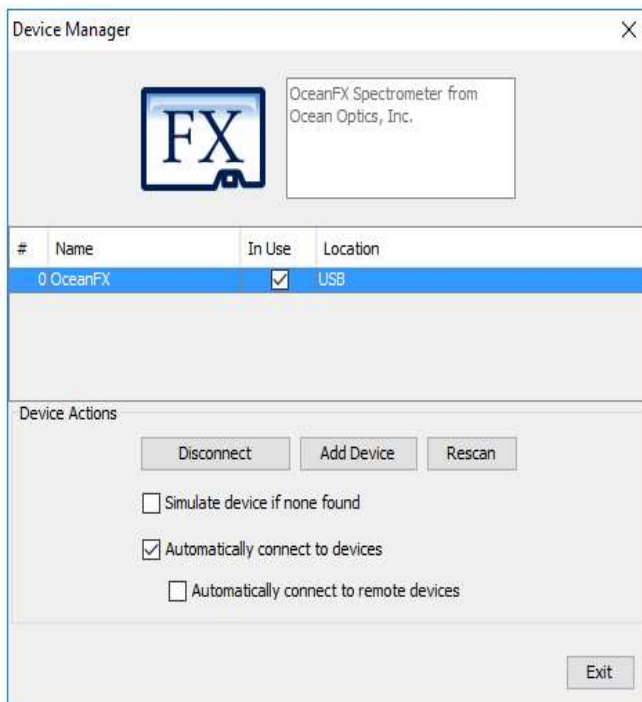 Device Manager
FX
OceanFX Spectrometer from
Ocean Optics, Inc.
# Name In Use Location
0 OceanFX USB
Device Actions
Disconnect Add Device Rescan
Simulate device if none found
Automatically connect to devices
Automatically connect to remote devices
Exit